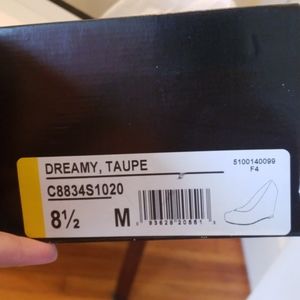 DREAMY, TAUPE
5100140099
F4
C8834S1020
8½ M